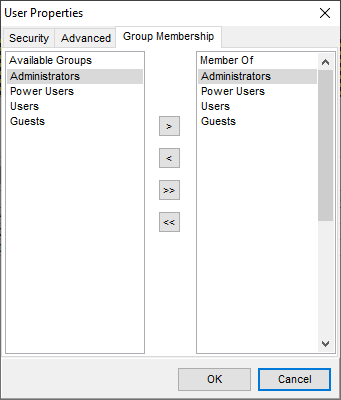 User Properties
Security Advanced Group Membership
Available Groups
Administrators
Power Users
Users
Guests
>
<
>>
<<
Member Of
Administrators
Power Users
Users
Guests
OK Cancel